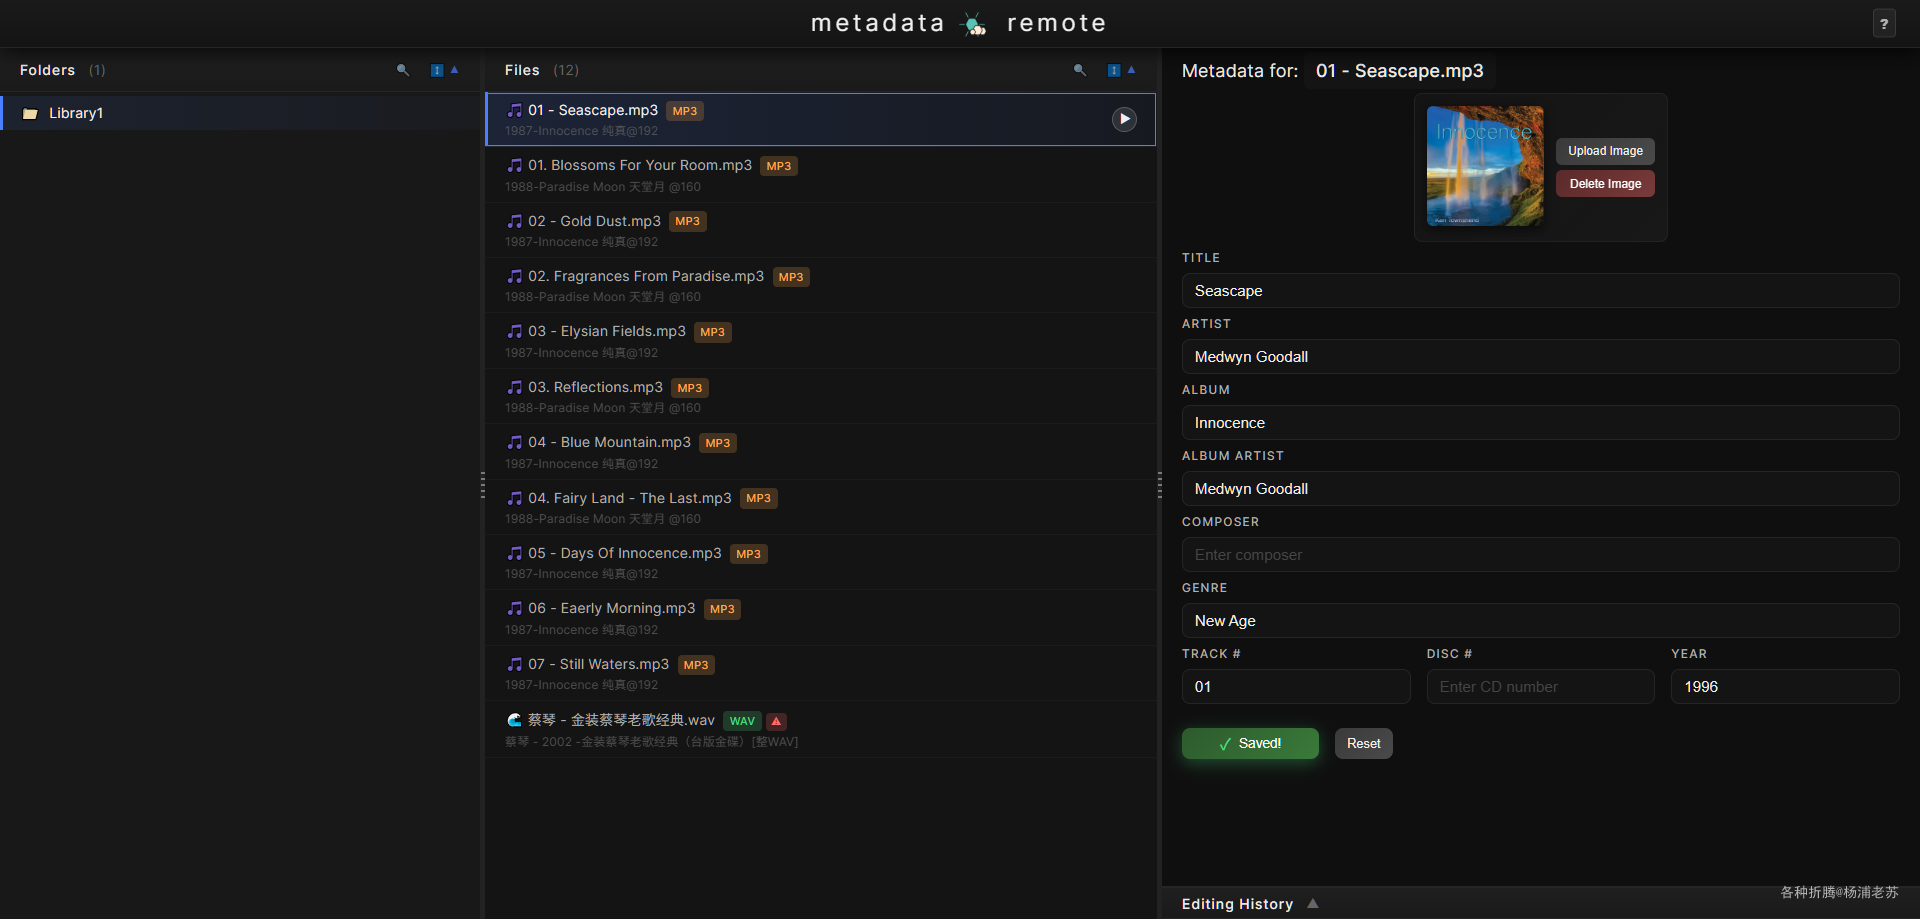 metadata remote
?
Folders (1)
Library1
Files (12)
01 - Seascape.mp3 MP3
1987-Innocence 纯真@192
01. Blossoms For Your Room.mp3 MP3
1988-Paradise Moon 天堂月 @160
02 - Gold Dust.mp3 MP3
1987-Innocence 纯真@192
02. Fragrances From Paradise.mp3 MP3
1988-Paradise Moon 天堂月 @160
03 - Elysian Fields.mp3 MP3
1987-Innocence 纯真@192
03. Reflections.mp3 MP3
1988-Paradise Moon 天堂月 @160
04 - Blue Mountain.mp3 MP3
1987-Innocence 纯真@192
04. Fairy Land - The Last.mp3 MP3
1988-Paradise Moon 天堂月 @160
05 - Days Of Innocence.mp3 MP3
1987-Innocence 纯真@192
06 - Eaerly Morning.mp3 MP3
1987-Innocence 纯真@192
07 - Still Waters.mp3 MP3
1987-Innocence 纯真@192
蔡琴 - 金装蔡琴老歌经典.wav WAV
蔡琴 - 2002 -金装蔡琴老歌经典（台版金碟）[整WAV]
Metadata for: 01 - Seascape.mp3
Innocence
Ken Townshend
Upload Image
Delete Image
TITLE
Seascape
ARTIST
Medwyn Goodall
ALBUM
Innocence
ALBUM ARTIST
Medwyn Goodall
COMPOSER
Enter composer
GENRE
New Age
TRACK # DISC # YEAR
01 Enter CD number 1996
✓ Saved! Reset
Editing History
各种折腾@杨浦老苏